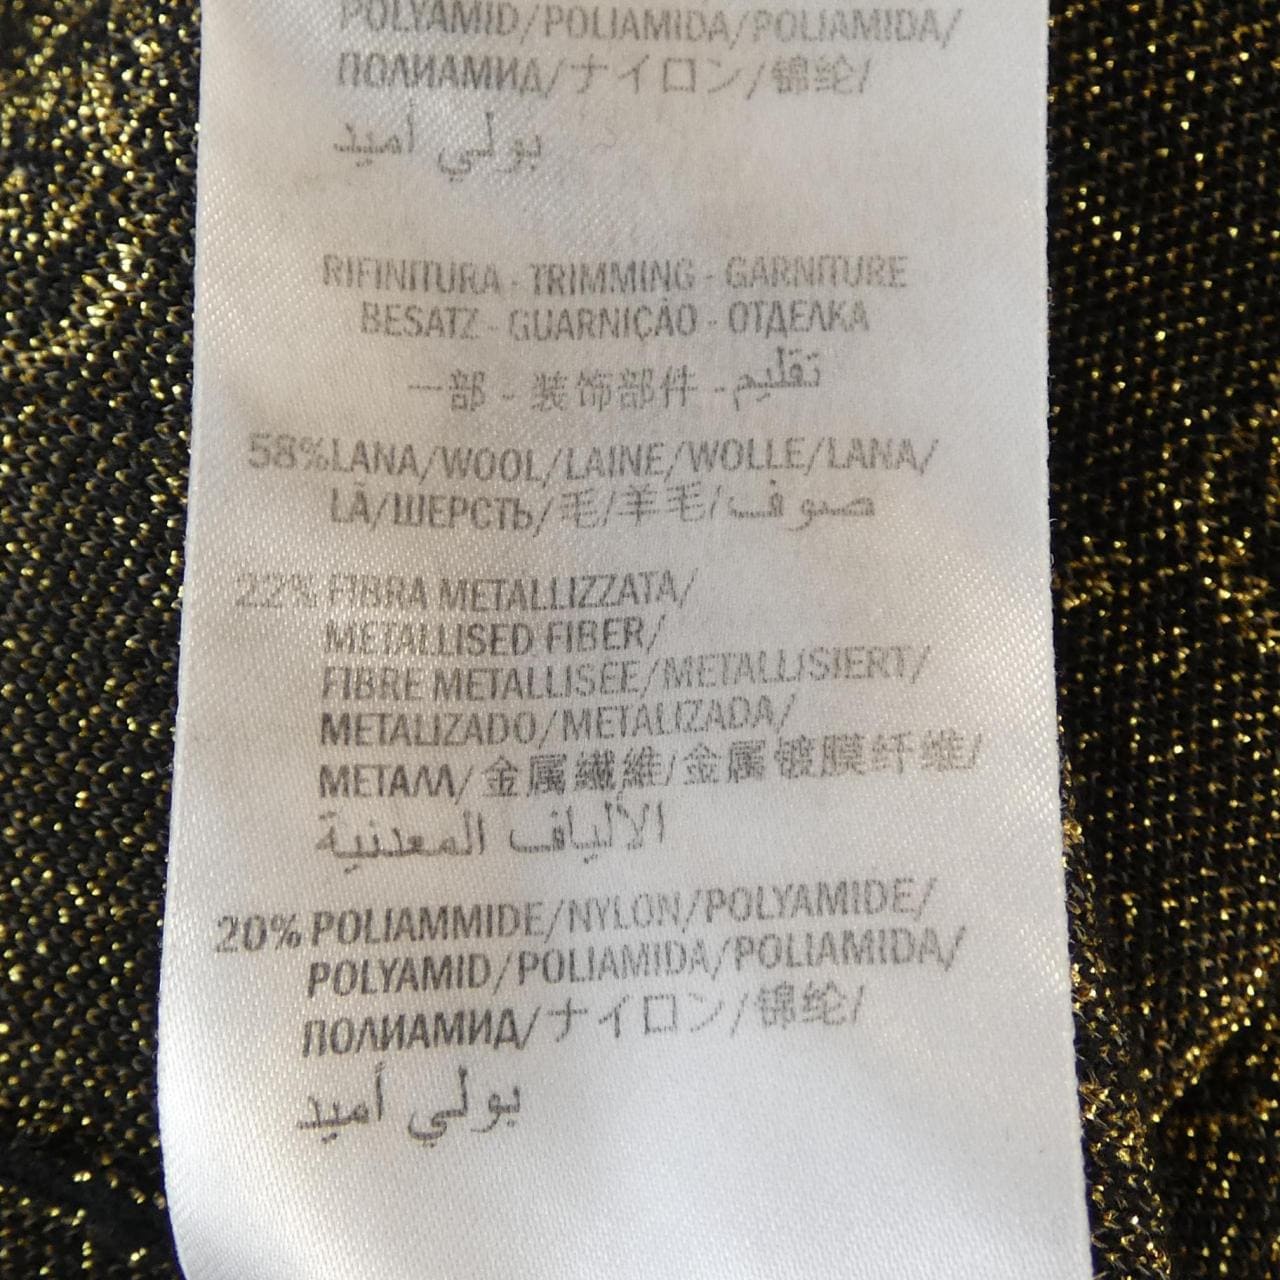 POLYAMID/POLIAMIDA/POLIAMIDA/
ПОЛИАМИД/ナイロン/锦纶/
بولي أميد
RIFINITURA - TRIMMING - GARNITURE
BESATZ - GUARNIÇÃO - ОТДЕЛКА
一部 - 装饰部件 - تقليم
58% LANA/WOOL/LAINE/WOLLE/LANA/
LÃ/ШЕРСТЬ/毛/羊毛/صوف
22% FIBRA METALLIZZATA/
METALLISED FIBER/
FIBRE METALLISÉE/METALLISIERT/
METALIZADO/METALIZADA/
МЕТАЛЛ/金属繊維/金属镀膜纤维/
الألياف المعدنية
20% POLIAMMIDE/NYLON/POLYAMIDE/
POLYAMID/POLIAMIDA/POLIAMIDA/
ПОЛИАМИД/ナイロン/锦纶/
بولي أميد